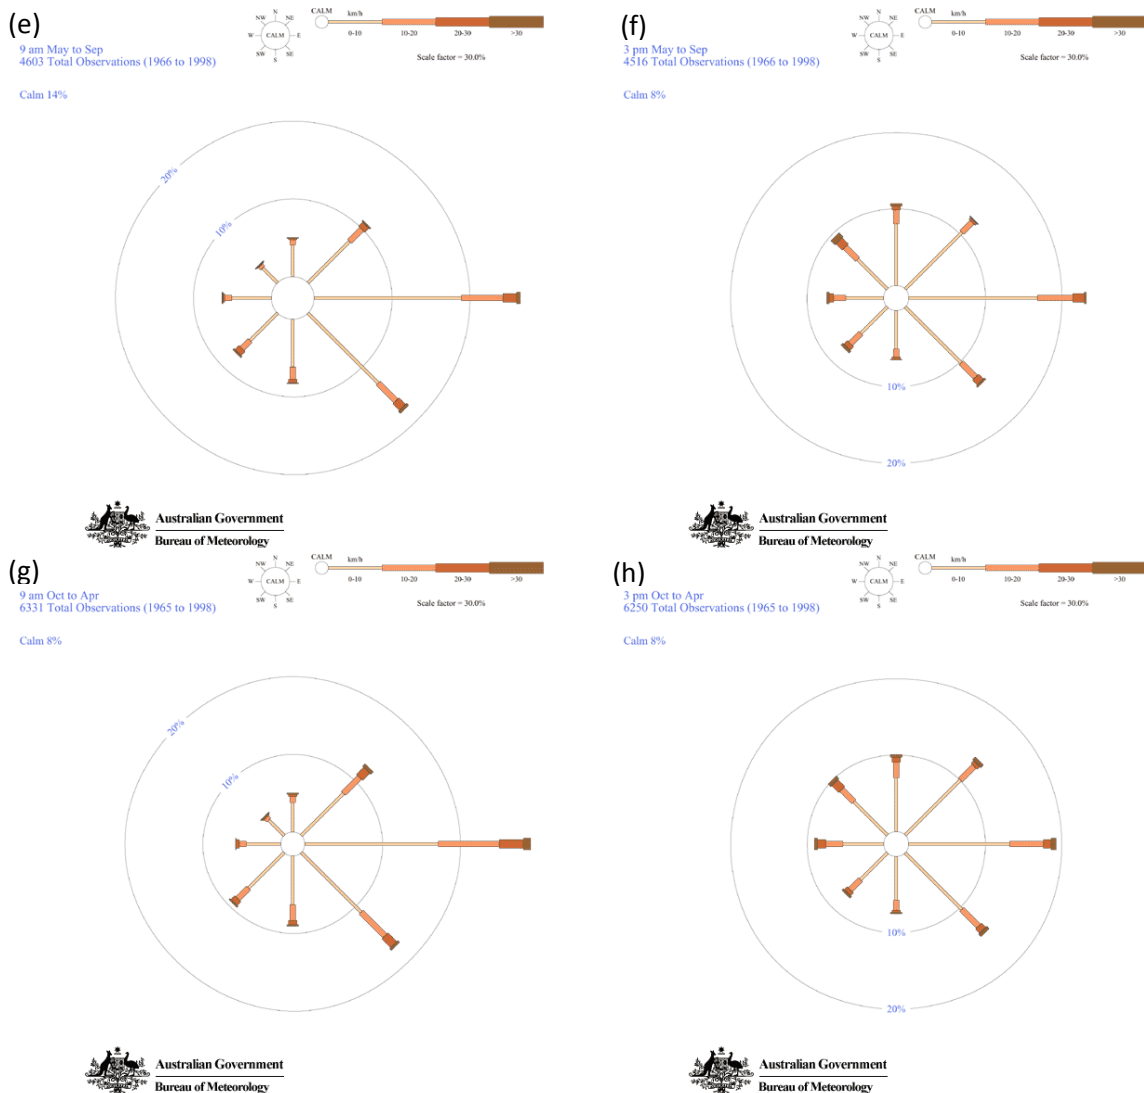 (e)
N
NW NE
W CALM E
SW SE
S
CALM km/h
0-10 10-20 20-30 >30
9 am May to Sep
4603 Total Observations (1966 to 1998)
Scale factor = 30.0%
Calm 14%
20%
10%
Australian Government
Bureau of Meteorology
(f)
N
NW NE
W CALM E
SW SE
S
CALM km/h
0-10 10-20 20-30 >30
3 pm May to Sep
4516 Total Observations (1966 to 1998)
Scale factor = 30.0%
Calm 8%
10%
20%
Australian Government
Bureau of Meteorology
(g)
N
NW NE
W CALM E
SW SE
S
CALM km/h
0-10 10-20 20-30 >30
9 am Oct to Apr
6331 Total Observations (1965 to 1998)
Scale factor = 30.0%
Calm 8%
20%
10%
Australian Government
Bureau of Meteorology
(h)
N
NW NE
W CALM E
SW SE
S
CALM km/h
0-10 10-20 20-30 >30
3 pm Oct to Apr
6250 Total Observations (1965 to 1998)
Scale factor = 30.0%
Calm 8%
10%
20%
Australian Government
Bureau of Meteorology